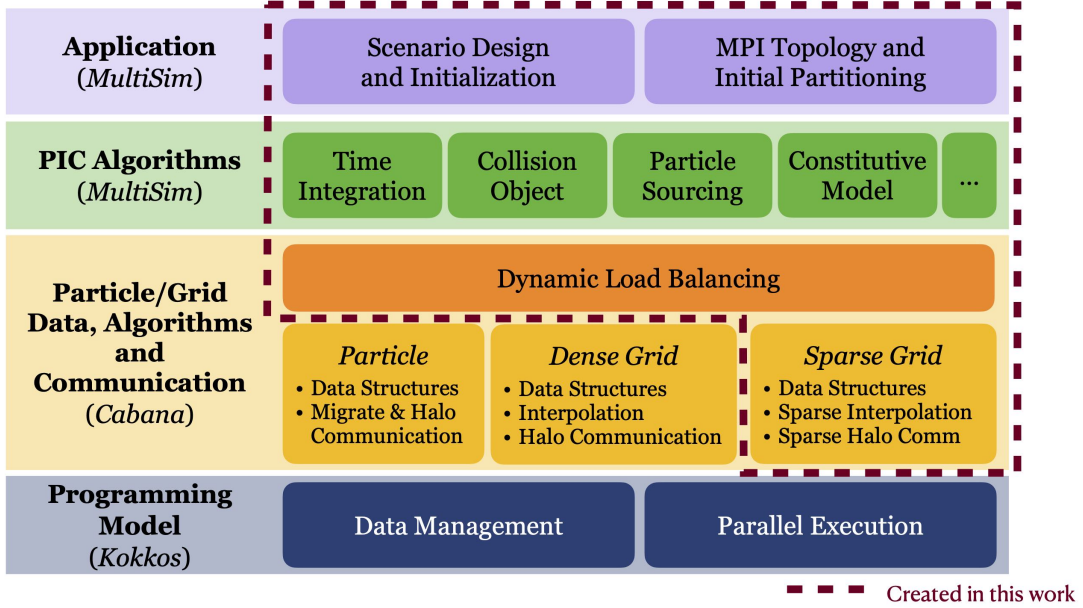 Application
(MultiSim)
Scenario Design
and Initialization
MPI Topology and
Initial Partitioning
PIC Algorithms
(MultiSim)
Time
Integration
Collision
Object
Particle
Sourcing
Constitutive
Model
...
Particle/Grid
Data, Algorithms
and
Communication
(Cabana)
Dynamic Load Balancing
Particle
• Data Structures
• Migrate & Halo
Communication
Dense Grid
• Data Structures
• Interpolation
• Halo Communication
Sparse Grid
• Data Structures
• Sparse Interpolation
• Sparse Halo Comm
Programming
Model
(Kokkos)
Data Management
Parallel Execution
Created in this work